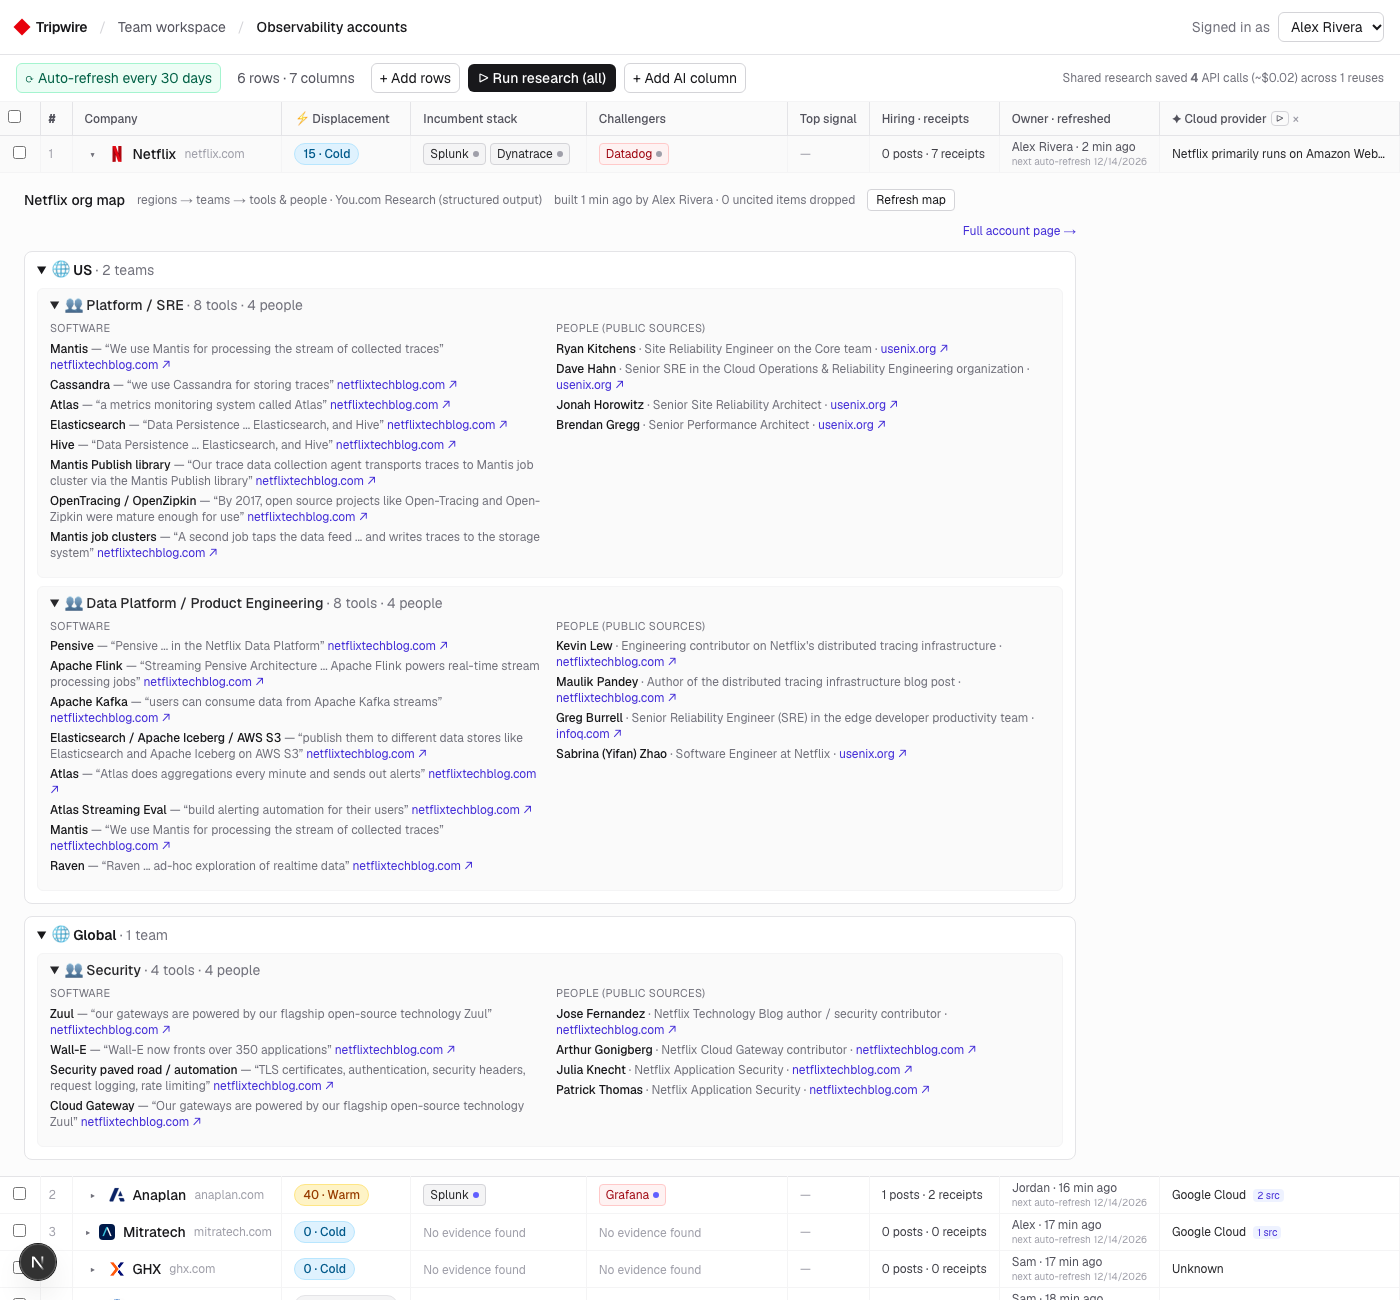 Tripwire / Team workspace / Observability accounts Signed in as Alex Rivera
Auto-refresh every 30 days 6 rows · 7 columns + Add rows ▷ Run research (all) + Add AI column Shared research saved 4 API calls (~$0.02) across 1 reuses
# Company ⚡ Displacement Incumbent stack Challengers Top signal Hiring · receipts Owner · refreshed ✦ Cloud provider ▷ ×
1 ▾ N Netflix netflix.com 15 · Cold Splunk Dynatrace Datadog — 0 posts · 7 receipts Alex Rivera · 2 min ago Netflix primarily runs on Amazon Web...
next auto-refresh 12/14/2026
Netflix org map regions → teams → tools & people · You.com Research (structured output) built 1 min ago by Alex Rivera · 0 uncited items dropped Refresh map
Full account page →
▼ US · 2 teams
▼ Platform / SRE · 8 tools · 4 people
SOFTWARE
Mantis — “We use Mantis for processing the stream of collected traces”
netflixtechblog.com ↗
Cassandra — “we use Cassandra for storing traces” netflixtechblog.com ↗
Atlas — “a metrics monitoring system called Atlas” netflixtechblog.com ↗
Elasticsearch — “Data Persistence … Elasticsearch, and Hive” netflixtechblog.com ↗
Hive — “Data Persistence … Elasticsearch, and Hive” netflixtechblog.com ↗
Mantis Publish library — “Our trace data collection agent transports traces to Mantis job
cluster via the Mantis Publish library” netflixtechblog.com ↗
OpenTracing / OpenZipkin — “By 2017, open source projects like Open-Tracing and Open-
Zipkin were mature enough for use” netflixtechblog.com ↗
Mantis job clusters — “A second job taps the data feed … and writes traces to the storage
system” netflixtechblog.com ↗
PEOPLE (PUBLIC SOURCES)
Ryan Kitchens · Site Reliability Engineer on the Core team · usenix.org ↗
Dave Hahn · Senior SRE in the Cloud Operations & Reliability Engineering organization ·
usenix.org ↗
Jonah Horowitz · Senior Site Reliability Architect · usenix.org ↗
Brendan Gregg · Senior Performance Architect · usenix.org ↗
▼ Data Platform / Product Engineering · 8 tools · 4 people
SOFTWARE
Pensive — “Pensive … in the Netflix Data Platform” netflixtechblog.com ↗
Apache Flink — “Streaming Pensive Architecture … Apache Flink powers real-time stream
processing jobs” netflixtechblog.com ↗
Apache Kafka — “users can consume data from Apache Kafka streams”
netflixtechblog.com ↗
Elasticsearch / Apache Iceberg / AWS S3 — “publish them to different data stores like
Elasticsearch and Apache Iceberg on AWS S3” netflixtechblog.com ↗
Atlas — “Atlas does aggregations every minute and sends out alerts” netflixtechblog.com
↗
Atlas Streaming Eval — “build alerting automation for their users” netflixtechblog.com ↗
Mantis — “We use Mantis for processing the stream of collected traces”
netflixtechblog.com ↗
Raven — “Raven … ad-hoc exploration of realtime data” netflixtechblog.com ↗
PEOPLE (PUBLIC SOURCES)
Kevin Lew · Engineering contributor on Netflix's distributed tracing infrastructure ·
netflixtechblog.com ↗
Maulik Pandey · Author of the distributed tracing infrastructure blog post ·
netflixtechblog.com ↗
Greg Burrell · Senior Reliability Engineer (SRE) in the edge developer productivity team ·
infoq.com ↗
Sabrina (Yifan) Zhao · Software Engineer at Netflix · usenix.org ↗
▼ Global · 1 team
▼ Security · 4 tools · 4 people
SOFTWARE
Zuul — “our gateways are powered by our flagship open-source technology Zuul”
netflixtechblog.com ↗
Wall-E — “Wall-E now fronts over 350 applications” netflixtechblog.com ↗
Security paved road / automation — “TLS certificates, authentication, security headers,
request logging, rate limiting” netflixtechblog.com ↗
Cloud Gateway — “Our gateways are powered by our flagship open-source technology
Zuul” netflixtechblog.com ↗
PEOPLE (PUBLIC SOURCES)
Jose Fernandez · Netflix Technology Blog author / security contributor ·
netflixtechblog.com ↗
Arthur Gonigberg · Netflix Cloud Gateway contributor · netflixtechblog.com ↗
Julia Knecht · Netflix Application Security · netflixtechblog.com ↗
Patrick Thomas · Netflix Application Security · netflixtechblog.com ↗
2 ▸ Anaplan anaplan.com 40 · Warm Splunk Grafana — 1 posts · 2 receipts Jordan · 16 min ago Google Cloud 2 src
next auto-refresh 12/14/2026
3 ▸ Mitratech mitratech.com 0 · Cold No evidence found No evidence found — 0 posts · 0 receipts Alex · 17 min ago Google Cloud 1 src
next auto-refresh 12/14/2026
N ▸ GHX ghx.com 0 · Cold No evidence found No evidence found — 0 posts · 0 receipts Sam · 17 min ago Unknown
next auto-refresh 12/14/2026
Sam · 18 min ago